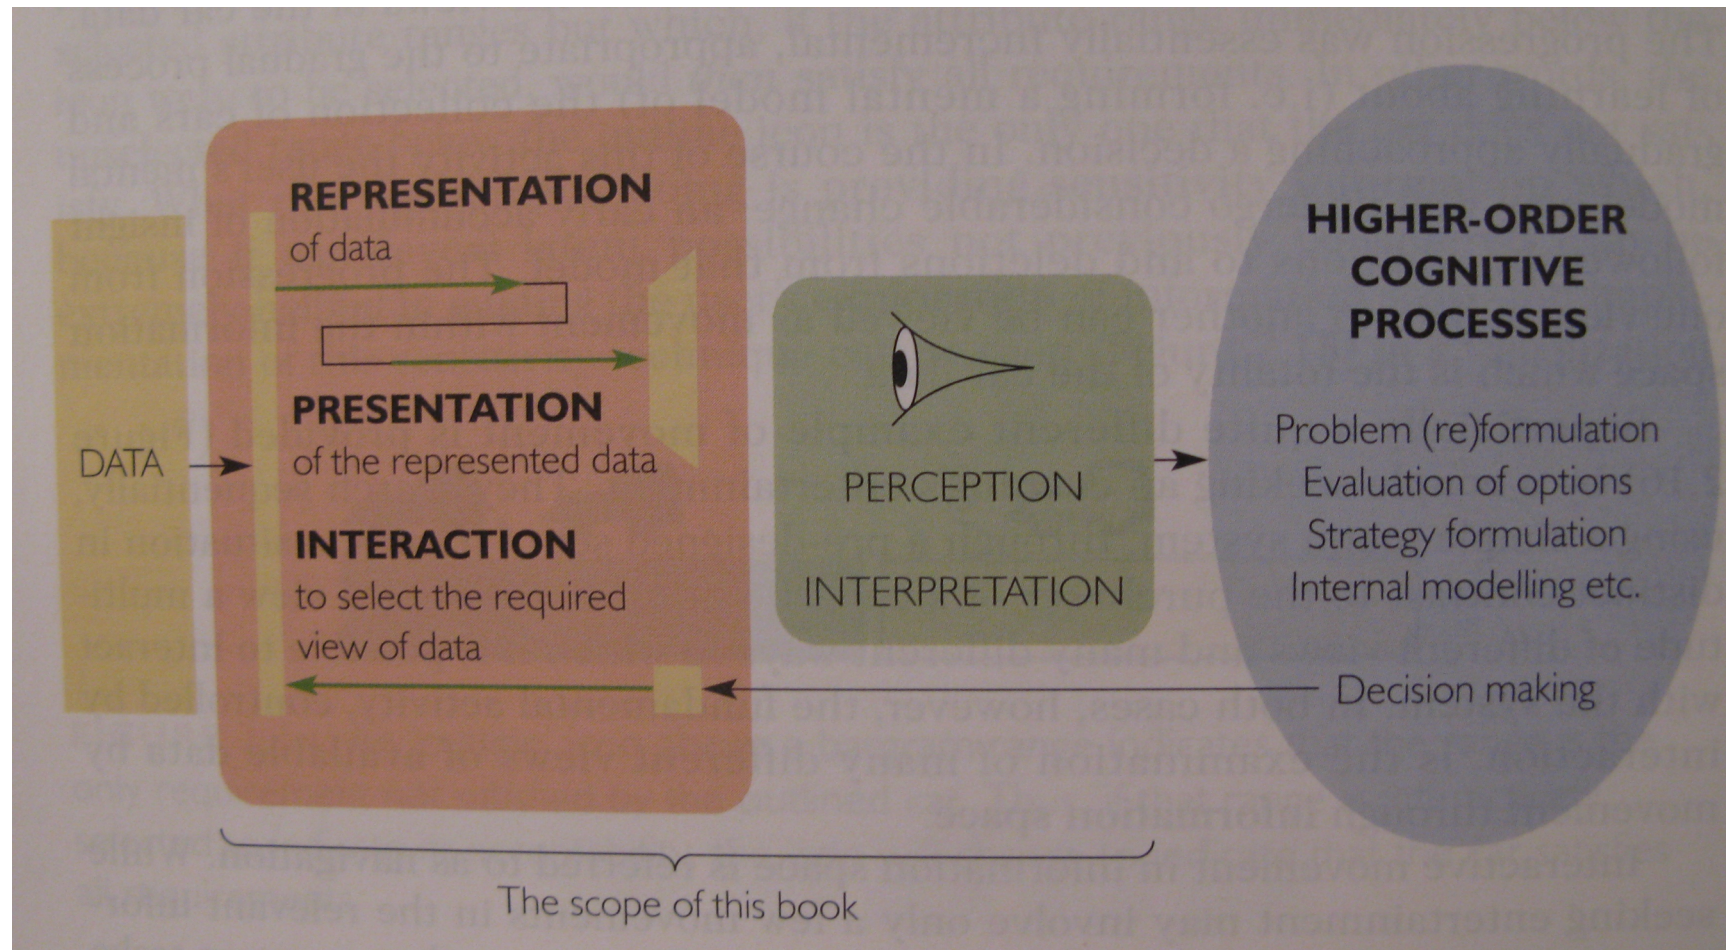 REPRESENTATION
of data
PRESENTATION
of the represented data
INTERACTION
to select the required
view of data
DATA
PERCEPTION
INTERPRETATION
HIGHER-ORDER
COGNITIVE
PROCESSES
Problem (re)formulation
Evaluation of options
Strategy formulation
Internal modelling etc.
Decision making
The scope of this book